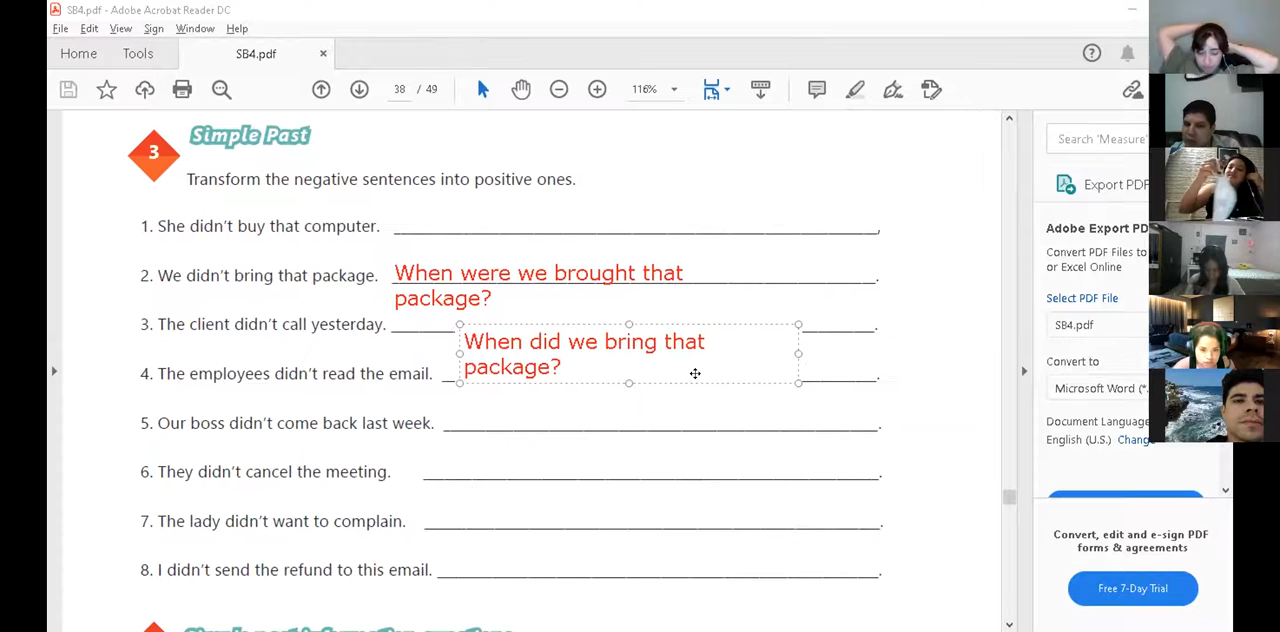 SB4.pdf - Adobe Acrobat Reader DC
File Edit View Sign Window Help
Home Tools SB4.pdf ×
38 / 49 116%
3
Simple Past
Transform the negative sentences into positive ones.
1. She didn't buy that computer. ,
2. We didn't bring that package. When were we brought that .
package?
3. The client didn't call yesterday. .
When did we bring that
package?
4. The employees didn't read the email. .
5. Our boss didn't come back last week. .
6. They didn't cancel the meeting. .
7. The lady didn't want to complain. .
8. I didn't send the refund to this email. .
Search 'Measure'
Export PDF
Adobe Export PD
Convert PDF Files to
or Excel Online
Select PDF File
SB4.pdf
Convert to
Microsoft Word (*.
Document Language
English (U.S.) Change
Convert, edit and e-sign PDF
forms & agreements
Free 7-Day Trial